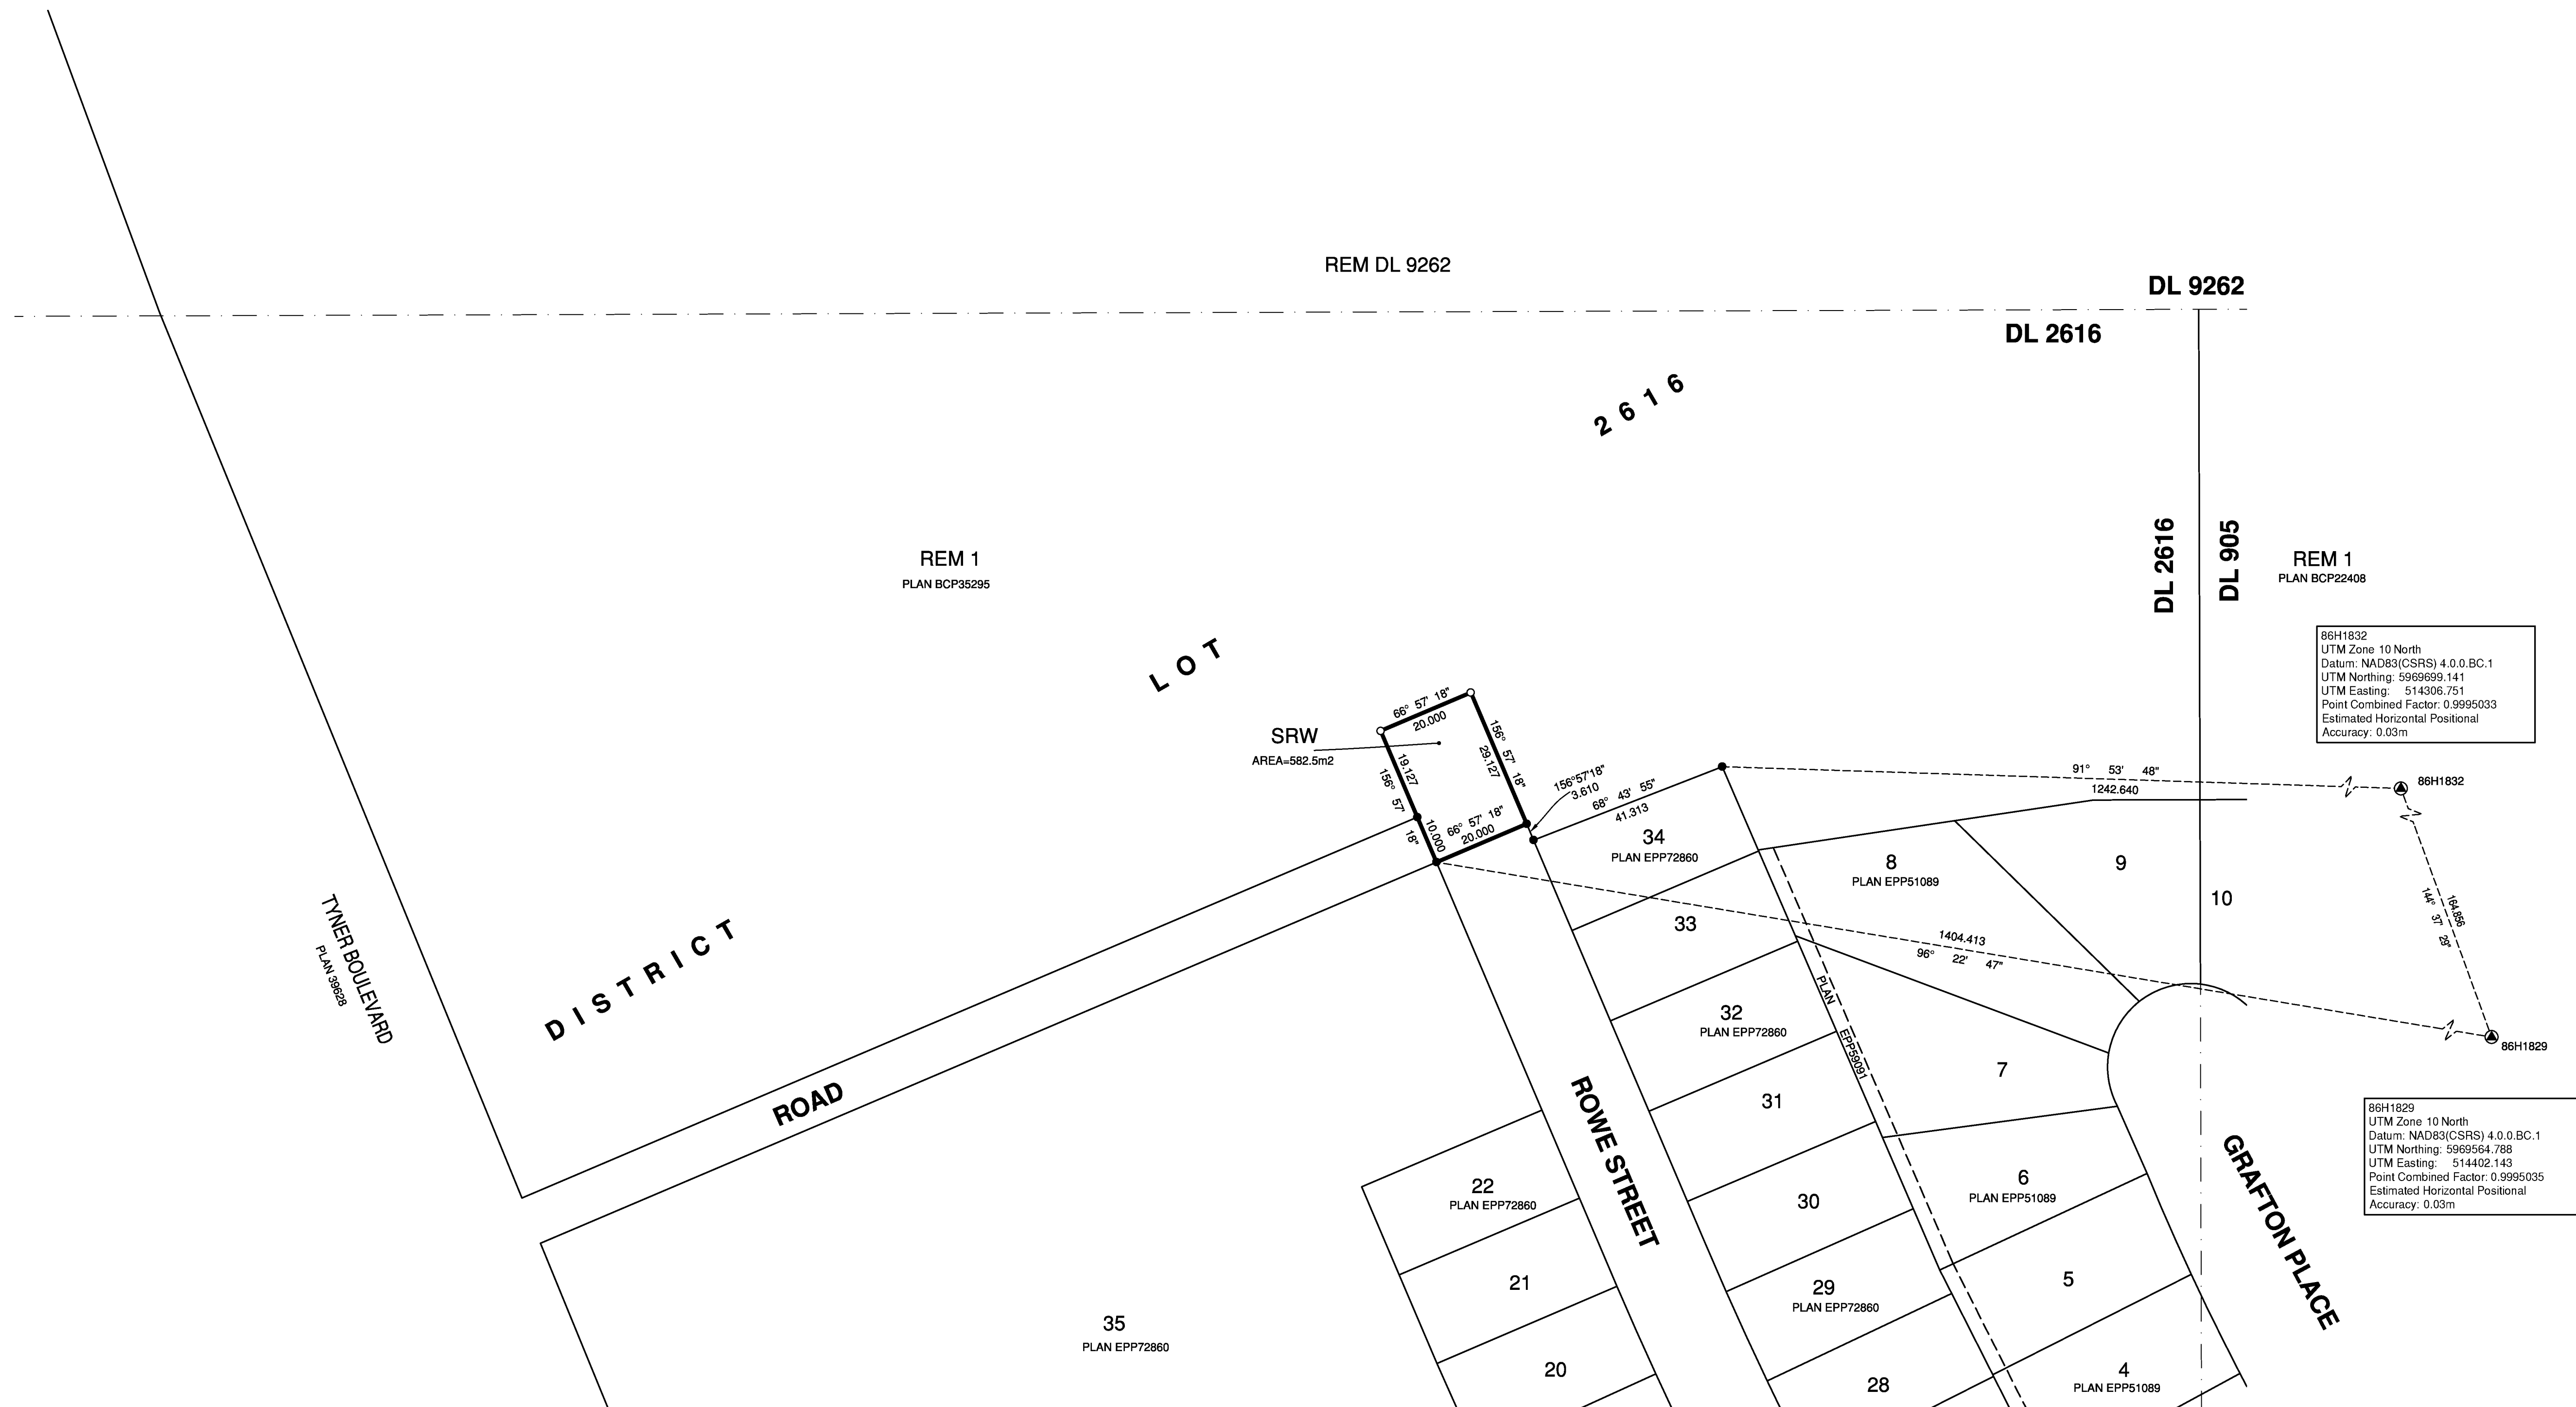 REM DL 9262
DL 9262
DL 2616
2 6 1 6
DL 2616
DL 905
REM 1
PLAN BCP35295
REM 1
PLAN BCP22408
86H1832
UTM Zone 10 North
Datum: NAD83(CSRS) 4.0.0.BC.1
UTM Northing: 5969699.141
UTM Easting: 514306.751
Point Combined Factor: 0.9995033
Estimated Horizontal Positional
Accuracy: 0.03m
L O T
66° 57' 18"
20.000
SRW
AREA=582.5m2
156° 57' 18"
29.127
19.127
156° 57' 18"
10.000
66° 57' 18"
20.000
156°57'18"
3.610
68° 43' 55"
41.313
91° 53' 48"
1242.640
86H1832
34
PLAN EPP72860
8
PLAN EPP51089
9
10
164.856
144° 37' 29"
33
1404.413
96° 22' 47"
D I S T R I C T
TYNER BOULEVARD
PLAN 39628
PLAN
EPP59091
32
PLAN EPP72860
86H1829
7
86H1829
UTM Zone 10 North
Datum: NAD83(CSRS) 4.0.0.BC.1
UTM Northing: 5969564.788
UTM Easting: 514402.143
Point Combined Factor: 0.9995035
Estimated Horizontal Positional
Accuracy: 0.03m
ROAD
31
ROWE STREET
GRAFTON PLACE
22
PLAN EPP72860
6
PLAN EPP51089
30
21
5
29
PLAN EPP72860
35
PLAN EPP72860
20
28
4
PLAN EPP51089